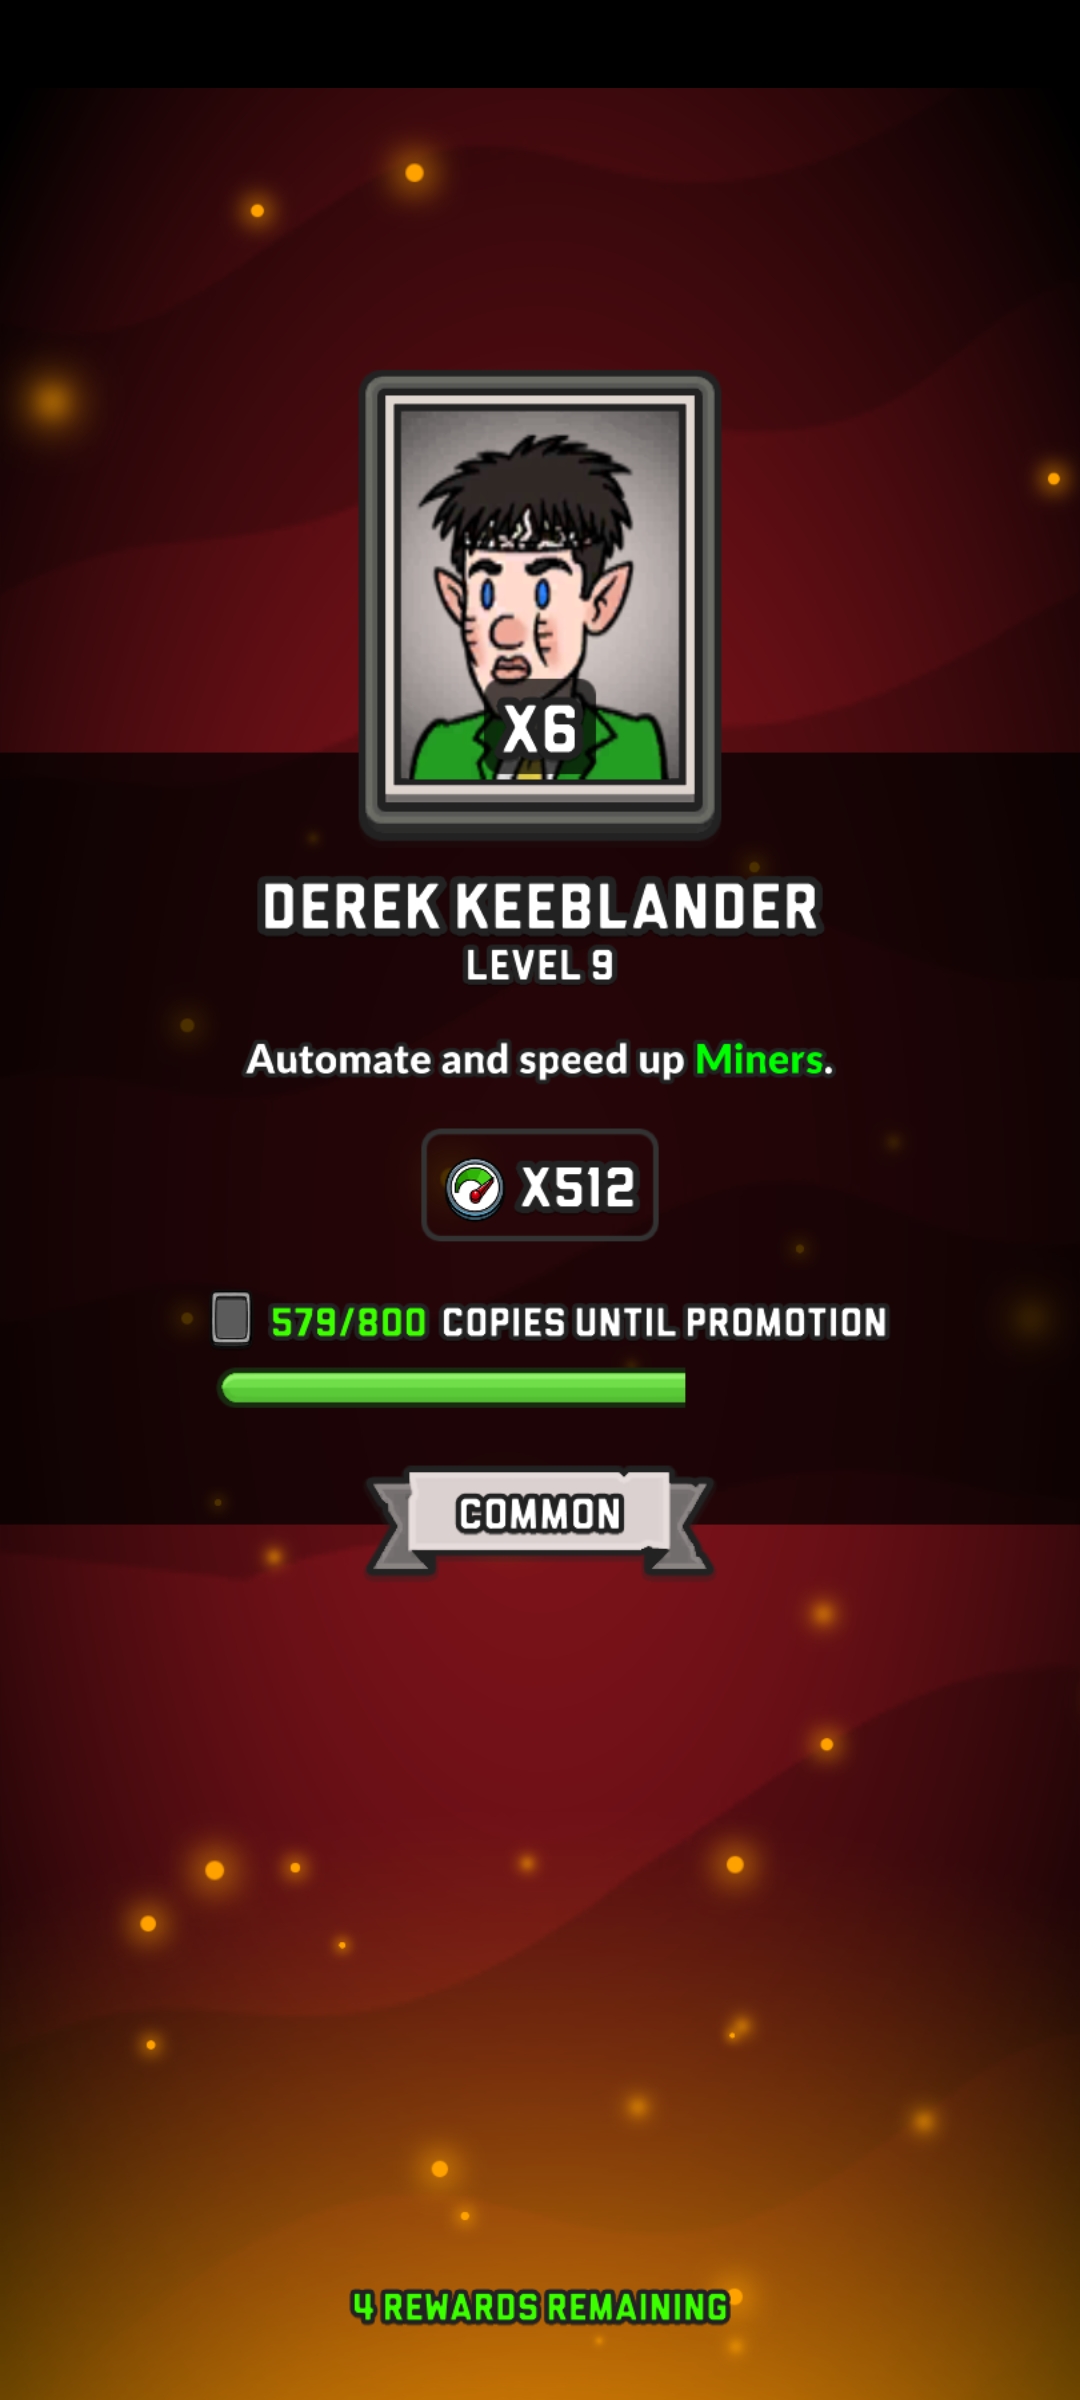 X6
DEREK KEEBLANDER
LEVEL 9
Automate and speed up Miners.
X512
579/800 COPIES UNTIL PROMOTION
COMMON
4 REWARDS REMAINING